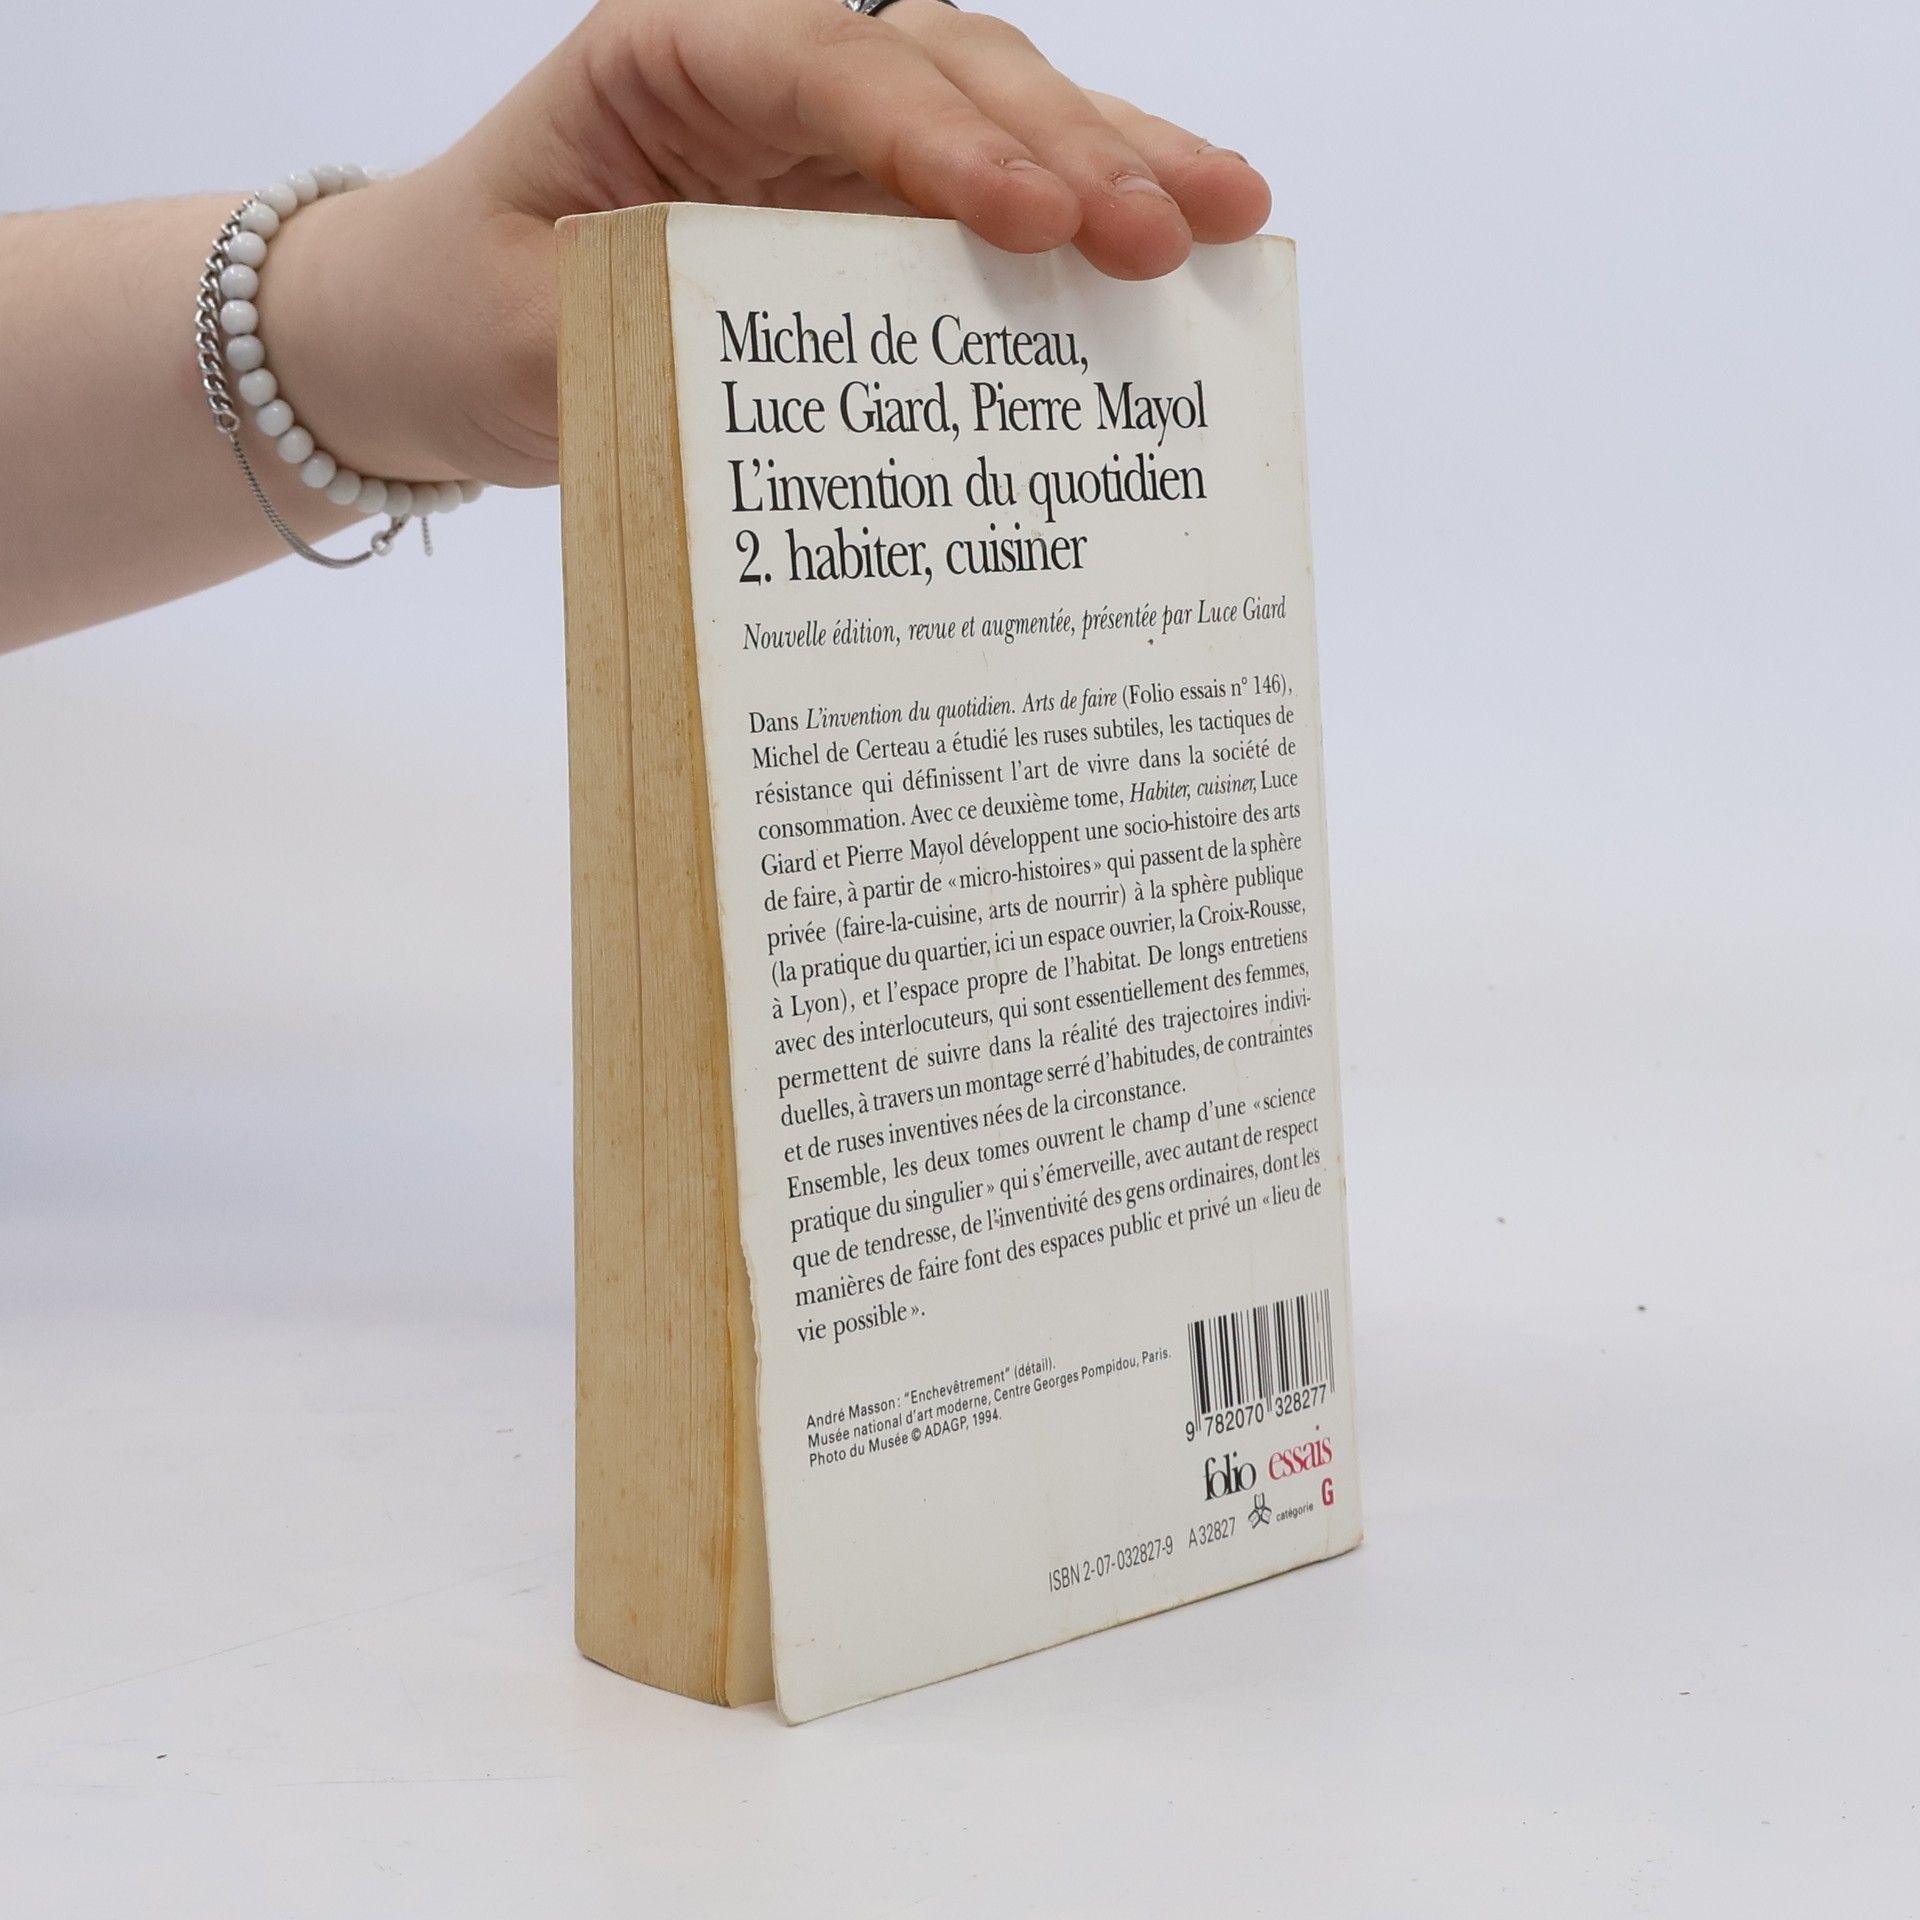 Michel de Certeau,
Luce Giard, Pierre Mayol
L'invention du quotidien
2. habiter, cuisiner
Nouvelle édition, revue et augmentée, présentée par Luce Giard
Dans L'invention du quotidien. Arts de faire (Folio essais n° 146),
Michel de Certeau a étudié les ruses subtiles, les tactiques de
résistance qui définissent l'art de vivre dans la société de
consommation. Avec ce deuxième tome, Habiter, cuisiner, Luce
Giard et Pierre Mayol développent une socio-histoire des arts
de faire, à partir de «micro-histoires» qui passent de la sphère
privée (faire-la-cuisine, arts de nourrir) à la sphère publique
(la pratique du quartier, ici un espace ouvrier, la Croix-Rousse,
à Lyon), et l'espace propre de l'habitat. De longs entretiens
avec des interlocuteurs, qui sont essentiellement des femmes,
permettent de suivre dans la réalité des trajectoires indivi-
duelles, à travers un montage serré d'habitudes, de contraintes
et de ruses inventives nées de la circonstance.
Ensemble, les deux tomes ouvrent le champ d'une «science
pratique du singulier» qui s'émerveille, avec autant de respect
que de tendresse, de l'inventivité des gens ordinaires, dont les
manières de faire font des espaces public et privé un «lieu de
vie possible».
André Masson: "Enchevêtrement" (détail).
Musée national d'art moderne, Centre Georges Pompidou, Paris.
Photo du Musée © ADAGP, 1994.
9 782070 328277
folio essais
catégorie G
ISBN 2-07-032827-9 A 32827